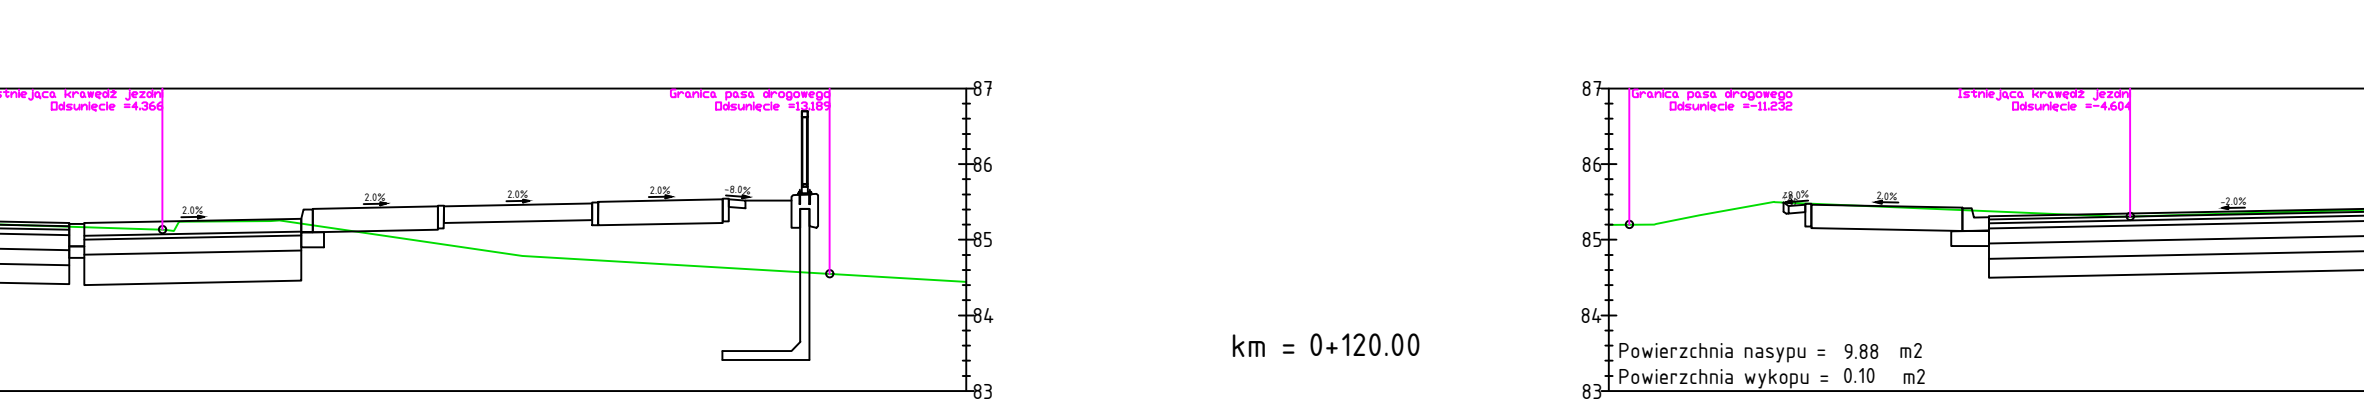 stniejąca krawędź jezdni
Odsunięcie =4.366
2.0%
2.0%
2.0%
2.0%
-8.0%
Granica pasa drogowego
Odsunięcie =13.189
87
86
85
84
83
km = 0+120.00
87
86
85
84
83
Granica pasa drogowego
Odsunięcie =-11.232
Istniejąca krawędź jezdni
Odsunięcie =-4.604
2.0%
-2.0%
Powierzchnia nasypu = 9.88 m2
Powierzchnia wykopu = 0.10 m2